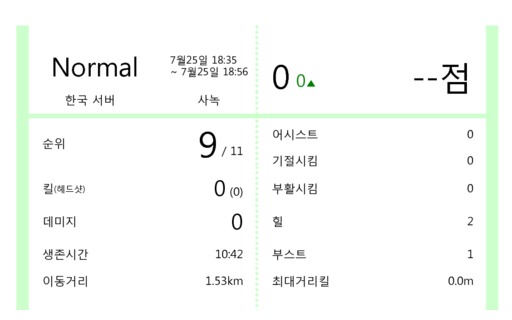 Normal
7월25일 18:35
~ 7월25일 18:56
한국 서버
사녹
0 0▲
--점
순위
9 / 11
킬(헤드샷)
0 (0)
데미지
0
생존시간
10:42
이동거리
1.53km
어시스트
0
기절시킴
0
부활시킴
0
힐
2
부스트
1
최대거리킬
0.0m